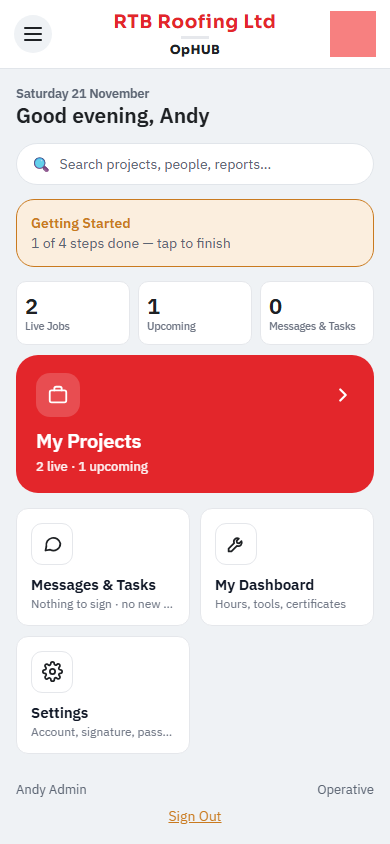 RTB Roofing Ltd
OpHUB
Saturday 21 November
Good evening, Andy
Search projects, people, reports...
Getting Started
1 of 4 steps done — tap to finish
2
Live Jobs
1
Upcoming
0
Messages & Tasks
My Projects
2 live · 1 upcoming
Messages & Tasks
Nothing to sign · no new ...
My Dashboard
Hours, tools, certificates
Settings
Account, signature, pass...
Andy Admin
Operative
Sign Out